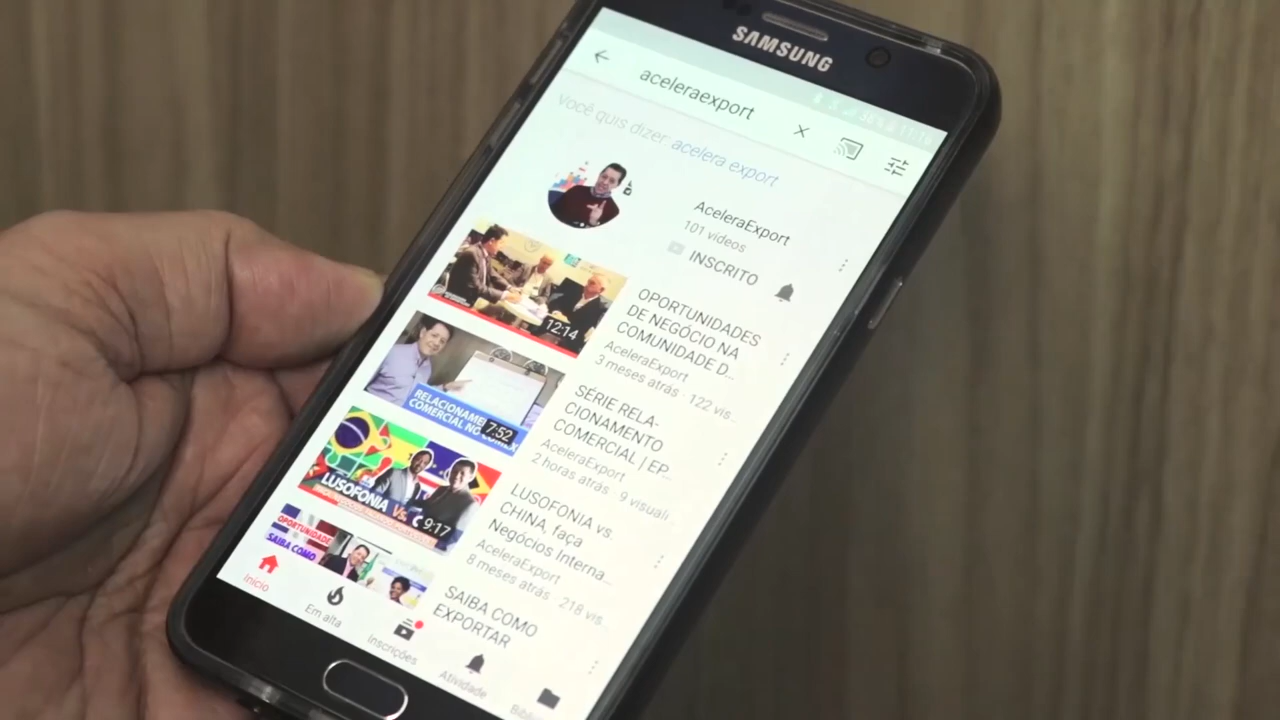 SAMSUNG
aceleraexport
Você quis dizer: acelera export
AceleraExport
101 vídeos
INSCRITO
12:14
OPORTUNIDADES
DE NEGÓCIO NA
COMUNIDADE D...
AceleraExport
3 meses atrás · 122 vis...
RELACIONAME
COMERCIAL NO COMEX
7:52
SÉRIE RELA-
CIONAMENTO
COMERCIAL | EP...
AceleraExport
2 horas atrás · 9 visuali...
LUSOFONIA Vs. C
9:17
LUSOFONIA vs.
CHINA, faça
Negócios Interna...
AceleraExport
8 meses atrás · 218 vis...
OPORTUNIDADE
SAIBA COMO
SAIBA COMO
EXPORTAR
Início
Em alta
Inscrições
Atividade